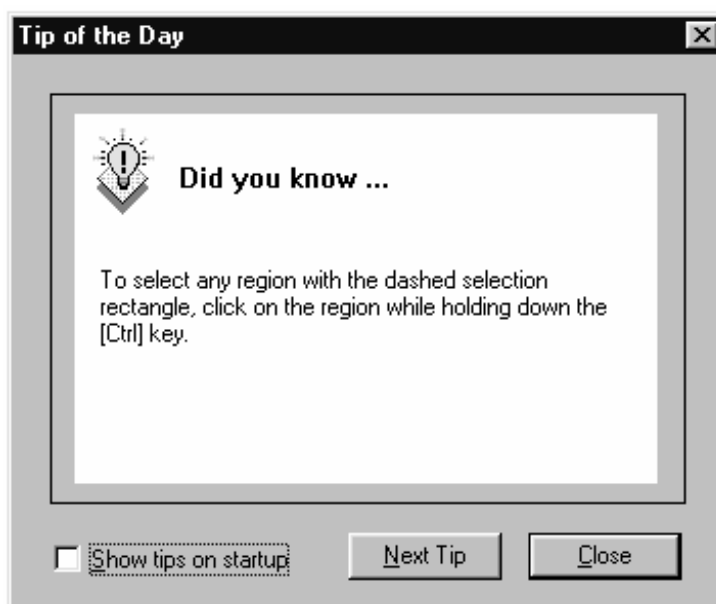 Tip of the Day
Did you know ...
To select any region with the dashed selection
rectangle, click on the region while holding down the
[Ctrl] key.
Show tips on startup
Next Tip
Close